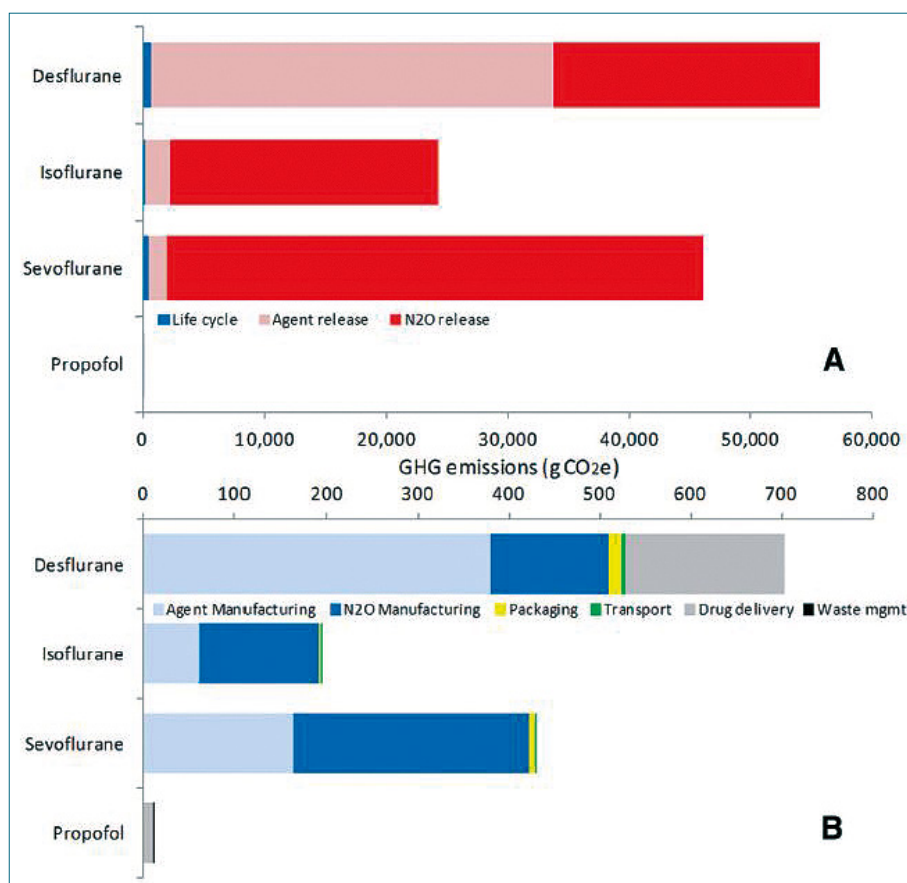 Desflurane
Isoflurane
Sevoflurane
Life cycle Agent release N2O release
Propofol
A
0 10,000 20,000 30,000 40,000 50,000 60,000
GHG emissions (g CO2e)
0 100 200 300 400 500 600 700 800
Desflurane
Agent Manufacturing N2O Manufacturing Packaging Transport Drug delivery Waste mgmt
Isoflurane
Sevoflurane
Propofol
B